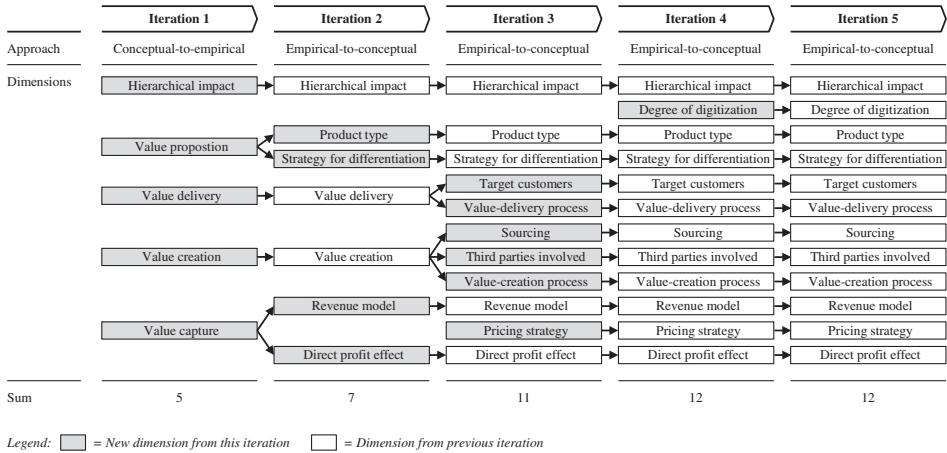 Iteration 1 Iteration 2 Iteration 3 Iteration 4 Iteration 5
Approach Conceptual-to-empirical Empirical-to-conceptual Empirical-to-conceptual Empirical-to-conceptual Empirical-to-conceptual
Dimensions Hierarchical impact Hierarchical impact Hierarchical impact Hierarchical impact Hierarchical impact
Degree of digitization Degree of digitization
Product type Product type Product type Product type
Value propostion
Strategy for differentiation Strategy for differentiation Strategy for differentiation Strategy for differentiation
Target customers Target customers Target customers
Value delivery Value delivery
Value-delivery process Value-delivery process Value-delivery process
Sourcing Sourcing Sourcing
Value creation Value creation Third parties involved Third parties involved Third parties involved
Value-creation process Value-creation process Value-creation process
Revenue model Revenue model Revenue model Revenue model
Value capture Pricing strategy Pricing strategy Pricing strategy
Direct profit effect Direct profit effect Direct profit effect Direct profit effect
Sum 5 7 11 12 12
Legend: = New dimension from this iteration = Dimension from previous iteration